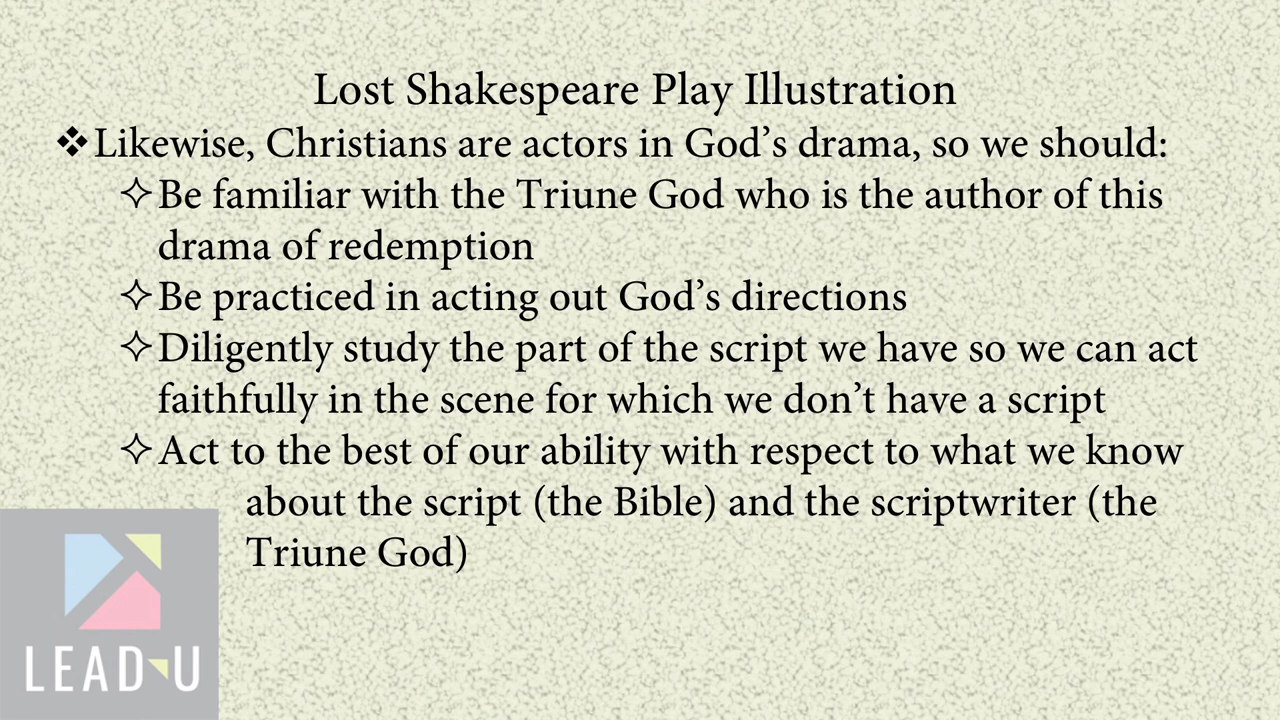 Lost Shakespeare Play Illustration
❖Likewise, Christians are actors in God’s drama, so we should:
✧Be familiar with the Triune God who is the author of this
drama of redemption
✧Be practiced in acting out God’s directions
✧Diligently study the part of the script we have so we can act
faithfully in the scene for which we don’t have a script
✧Act to the best of our ability with respect to what we know
about the script (the Bible) and the scriptwriter (the
Triune God)
LEAD U